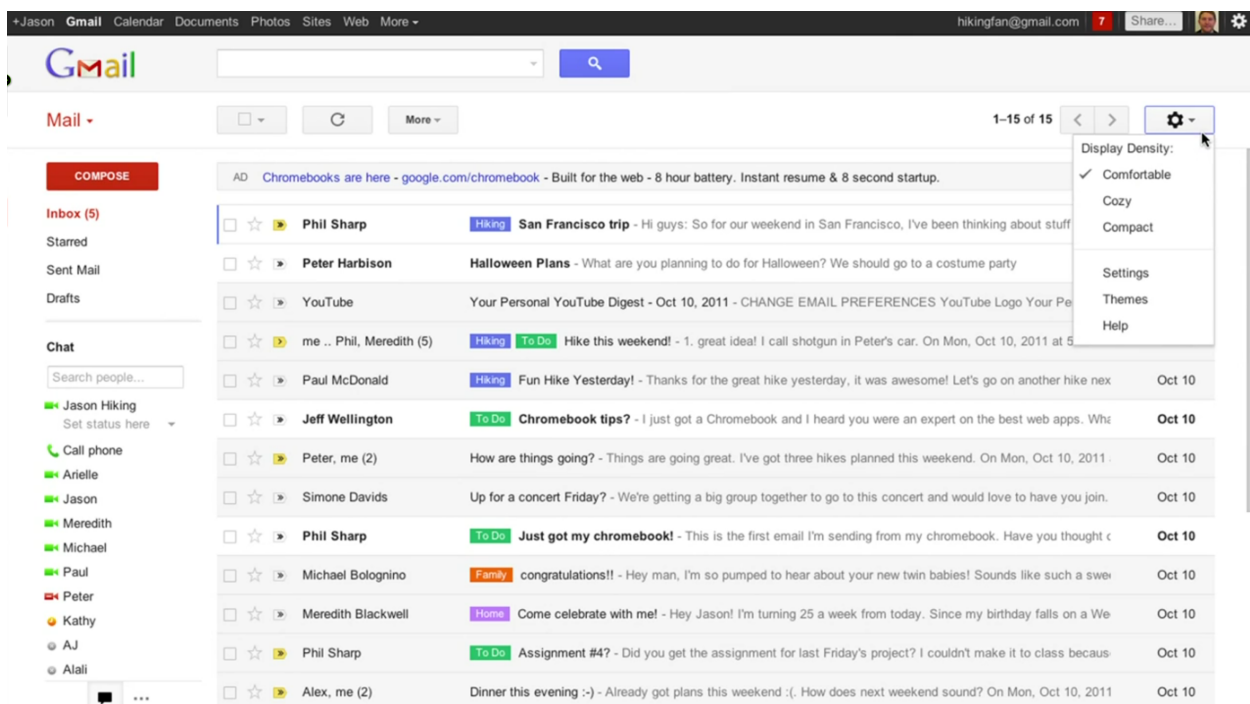 +Jason Gmail Calendar Documents Photos Sites Web More hikingfan@gmail.com 7 Share...
Gmail
Mail More 1–15 of 15
Display Density:
Comfortable
Cozy
Compact
Settings
Themes
Help
COMPOSE
Inbox (5)
Starred
Sent Mail
Drafts
Chat
Search people...
Jason Hiking
Set status here
Call phone
Arielle
Jason
Meredith
Michael
Paul
Peter
Kathy
AJ
Alali
AD Chromebooks are here - google.com/chromebook - Built for the web - 8 hour battery. Instant resume & 8 second startup.
Phil Sharp Hiking San Francisco trip - Hi guys: So for our weekend in San Francisco, I've been thinking about stuff
Peter Harbison Halloween Plans - What are you planning to do for Halloween? We should go to a costume party
YouTube Your Personal YouTube Digest - Oct 10, 2011 - CHANGE EMAIL PREFERENCES YouTube Logo Your Pe
me .. Phil, Meredith (5) Hiking To Do Hike this weekend! - 1. great idea! I call shotgun in Peter's car. On Mon, Oct 10, 2011 at 5
Paul McDonald Hiking Fun Hike Yesterday! - Thanks for the great hike yesterday, it was awesome! Let's go on another hike nex Oct 10
Jeff Wellington To Do Chromebook tips? - I just got a Chromebook and I heard you were an expert on the best web apps. Wha Oct 10
Peter, me (2) How are things going? - Things are going great. I've got three hikes planned this weekend. On Mon, Oct 10, 2011 Oct 10
Simone Davids Up for a concert Friday? - We're getting a big group together to go to this concert and would love to have you join. Oct 10
Phil Sharp To Do Just got my chromebook! - This is the first email I'm sending from my chromebook. Have you thought c Oct 10
Michael Bolognino Family congratulations!! - Hey man, I'm so pumped to hear about your new twin babies! Sounds like such a swee Oct 10
Meredith Blackwell Home Come celebrate with me! - Hey Jason! I'm turning 25 a week from today. Since my birthday falls on a We Oct 10
Phil Sharp To Do Assignment #4? - Did you get the assignment for last Friday's project? I couldn't make it to class becaus Oct 10
Alex, me (2) Dinner this evening :-) - Already got plans this weekend :(. How does next weekend sound? On Mon, Oct 10, 2011 Oct 10